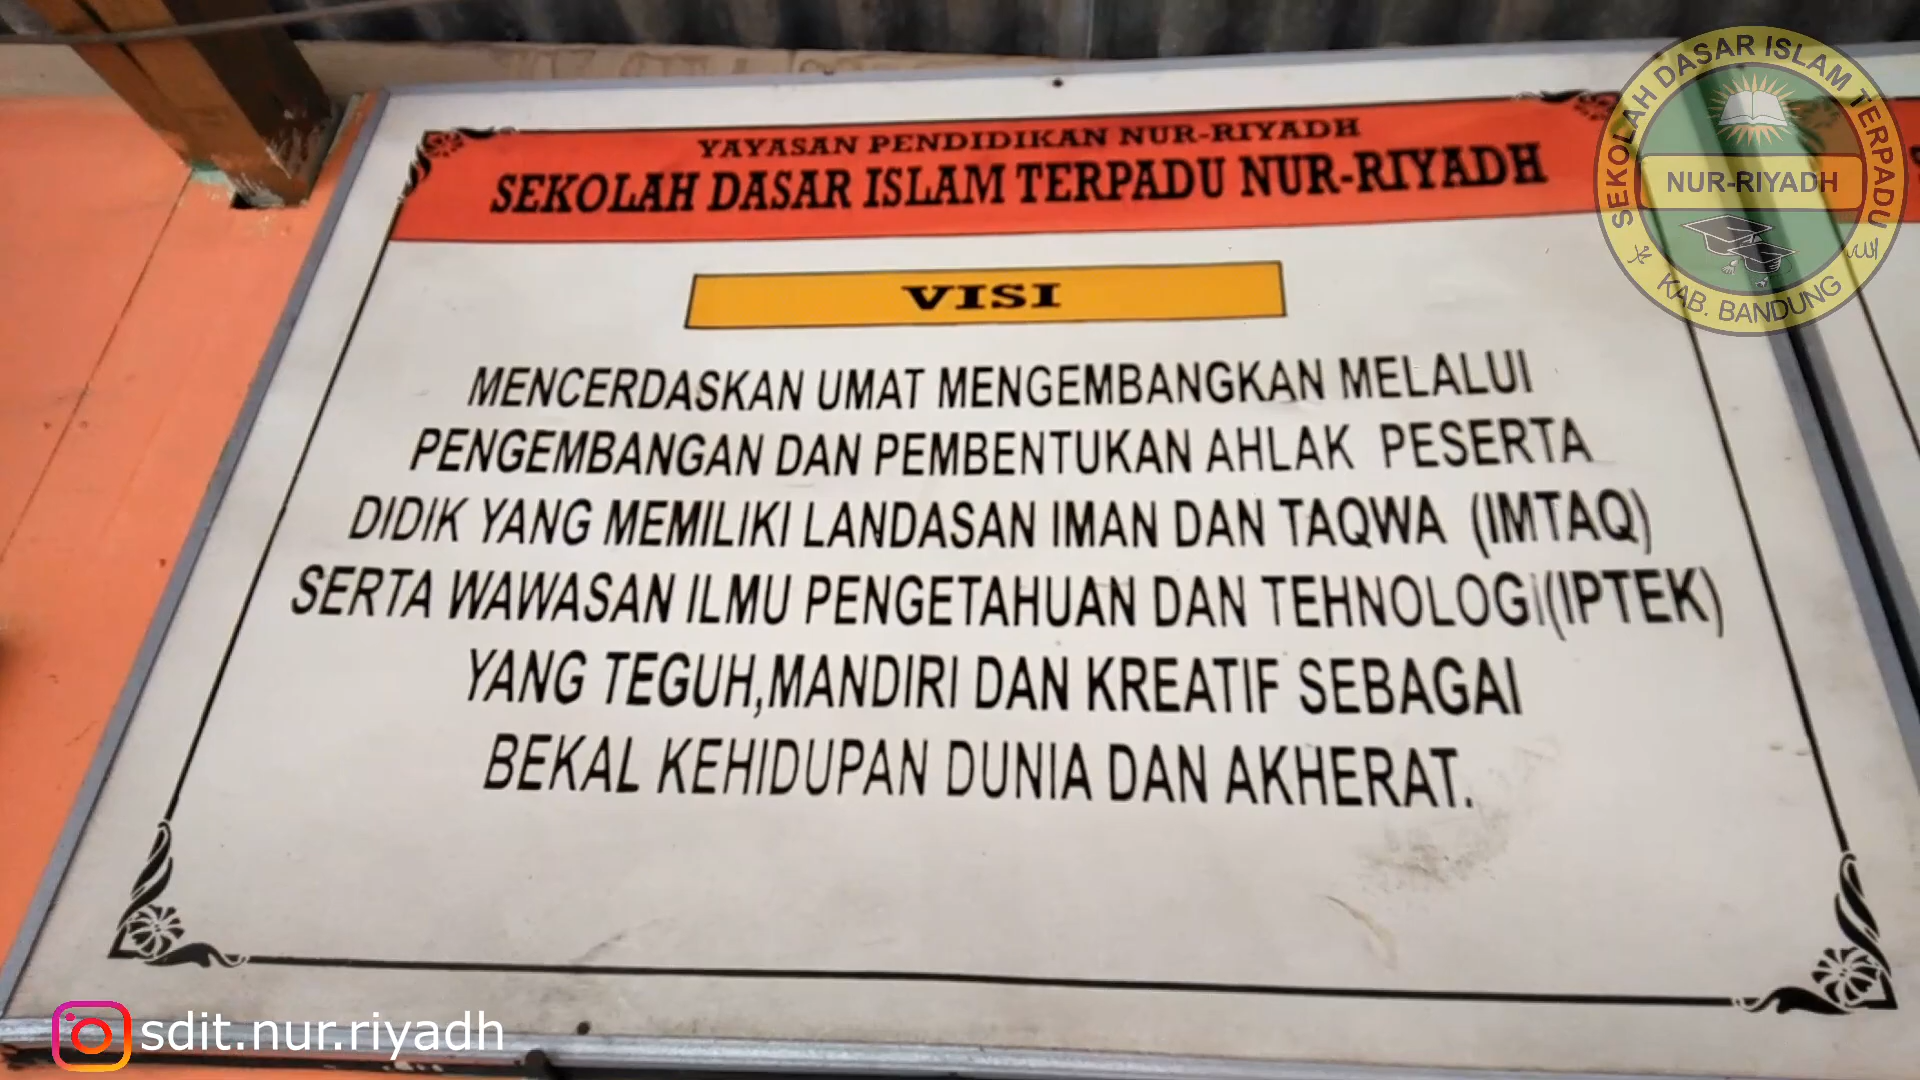 YAYASAN PENDIDIKAN NUR-RIYADH
SEKOLAH DASAR ISLAM TERPADU NUR-RIYADH
VISI
MENCERDASKAN UMAT MENGEMBANGKAN MELALUI
PENGEMBANGAN DAN PEMBENTUKAN AHLAK PESERTA
DIDIK YANG MEMILIKI LANDASAN IMAN DAN TAQWA (IMTAQ)
SERTA WAWASAN ILMU PENGETAHUAN DAN TEHNOLOGi(IPTEK)
YANG TEGUH,MANDIRI DAN KREATIF SEBAGAI
BEKAL KEHIDUPAN DUNIA DAN AKHERAT.
SEKOLAH DASAR ISLAM TERPADU
NUR-RIYADH
KAB. BANDUNG
sdit.nur.riyadh